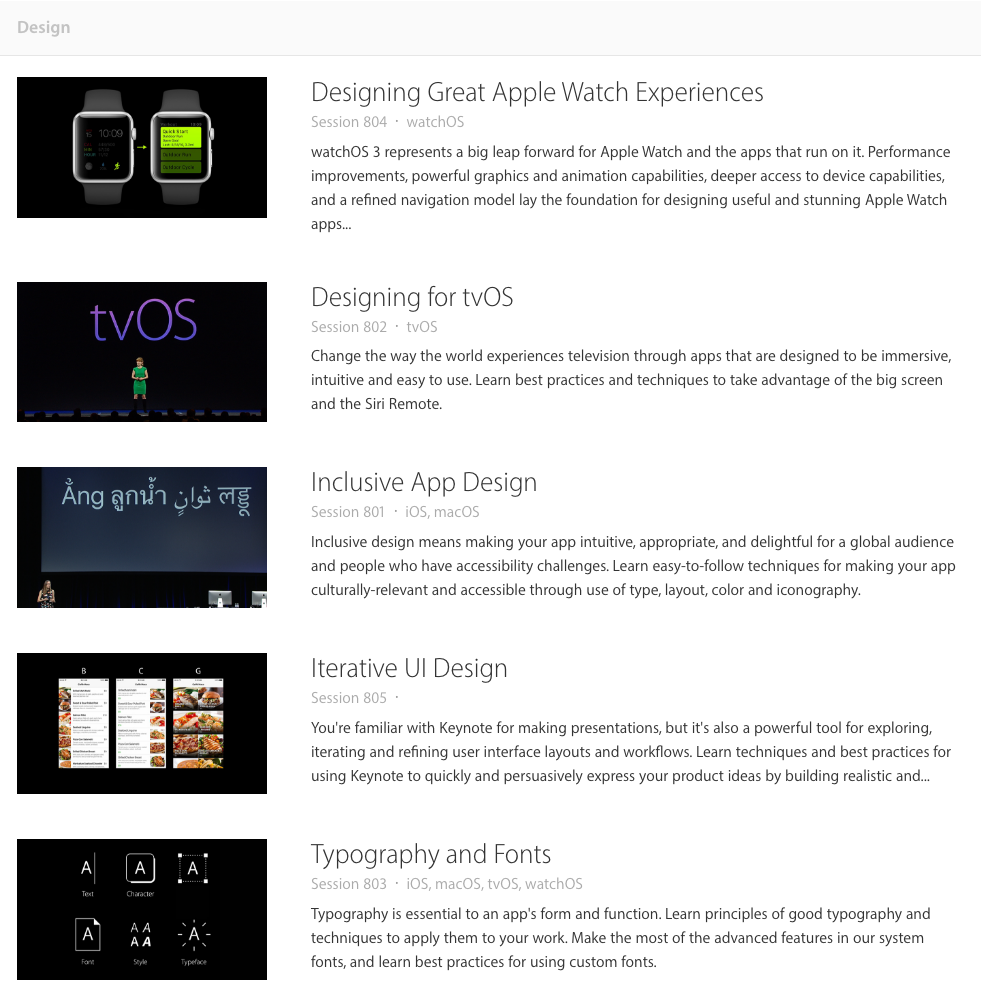 Design
Designing Great Apple Watch Experiences
Session 804 · watchOS
watchOS 3 represents a big leap forward for Apple Watch and the apps that run on it. Performance
improvements, powerful graphics and animation capabilities, deeper access to device capabilities,
and a refined navigation model lay the foundation for designing useful and stunning Apple Watch
apps...
10:09
10:09
Quick Start
Outdoor Run
Outdoor Cycle
tvOS
Designing for tvOS
Session 802 · tvOS
Change the way the world experiences television through apps that are designed to be immersive,
intuitive and easy to use. Learn best practices and techniques to take advantage of the big screen
and the Siri Remote.
Ẳng ลูกน้ำ ثوانٍ लड्डू
Inclusive App Design
Session 801 · iOS, macOS
Inclusive design means making your app intuitive, appropriate, and delightful for a global audience
and people who have accessibility challenges. Learn easy-to-follow techniques for making your app
culturally-relevant and accessible through use of type, layout, color and iconography.
B C G
Iterative UI Design
Session 805 ·
You're familiar with Keynote for making presentations, but it's also a powerful tool for exploring,
iterating and refining user interface layouts and workflows. Learn techniques and best practices for
using Keynote to quickly and persuasively express your product ideas by building realistic and...
A A A
Text Character
A AA AA A
Font Style Typeface
Typography and Fonts
Session 803 · iOS, macOS, tvOS, watchOS
Typography is essential to an app's form and function. Learn principles of good typography and
techniques to apply them to your work. Make the most of the advanced features in our system
fonts, and learn best practices for using custom fonts.